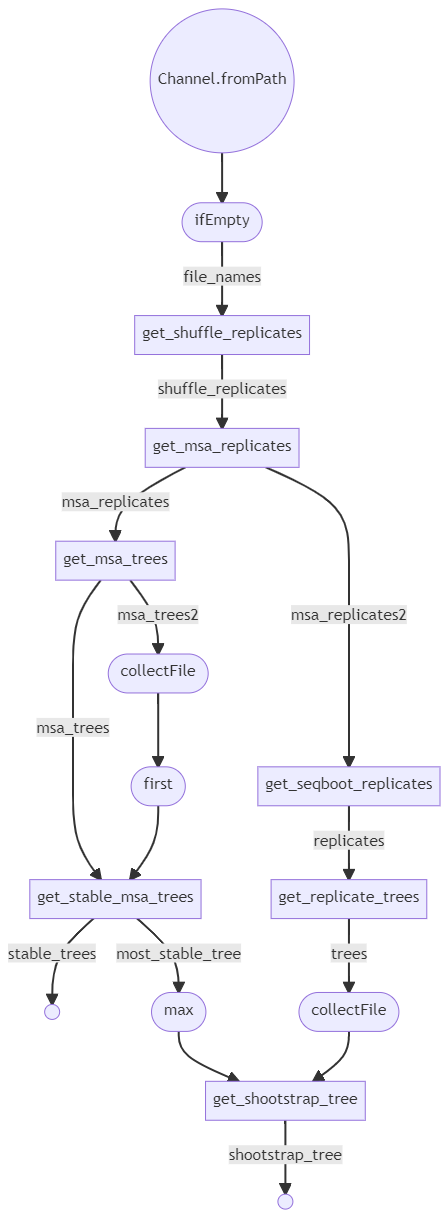 Channel.fromPath
ifEmpty
file_names
get_shuffle_replicates
shuffle_replicates
get_msa_replicates
msa_replicates
get_msa_trees
msa_trees2
msa_replicates2
collectFile
msa_trees
first
get_seqboot_replicates
replicates
get_stable_msa_trees
get_replicate_trees
stable_trees
most_stable_tree
trees
max
collectFile
get_shootstrap_tree
shootstrap_tree